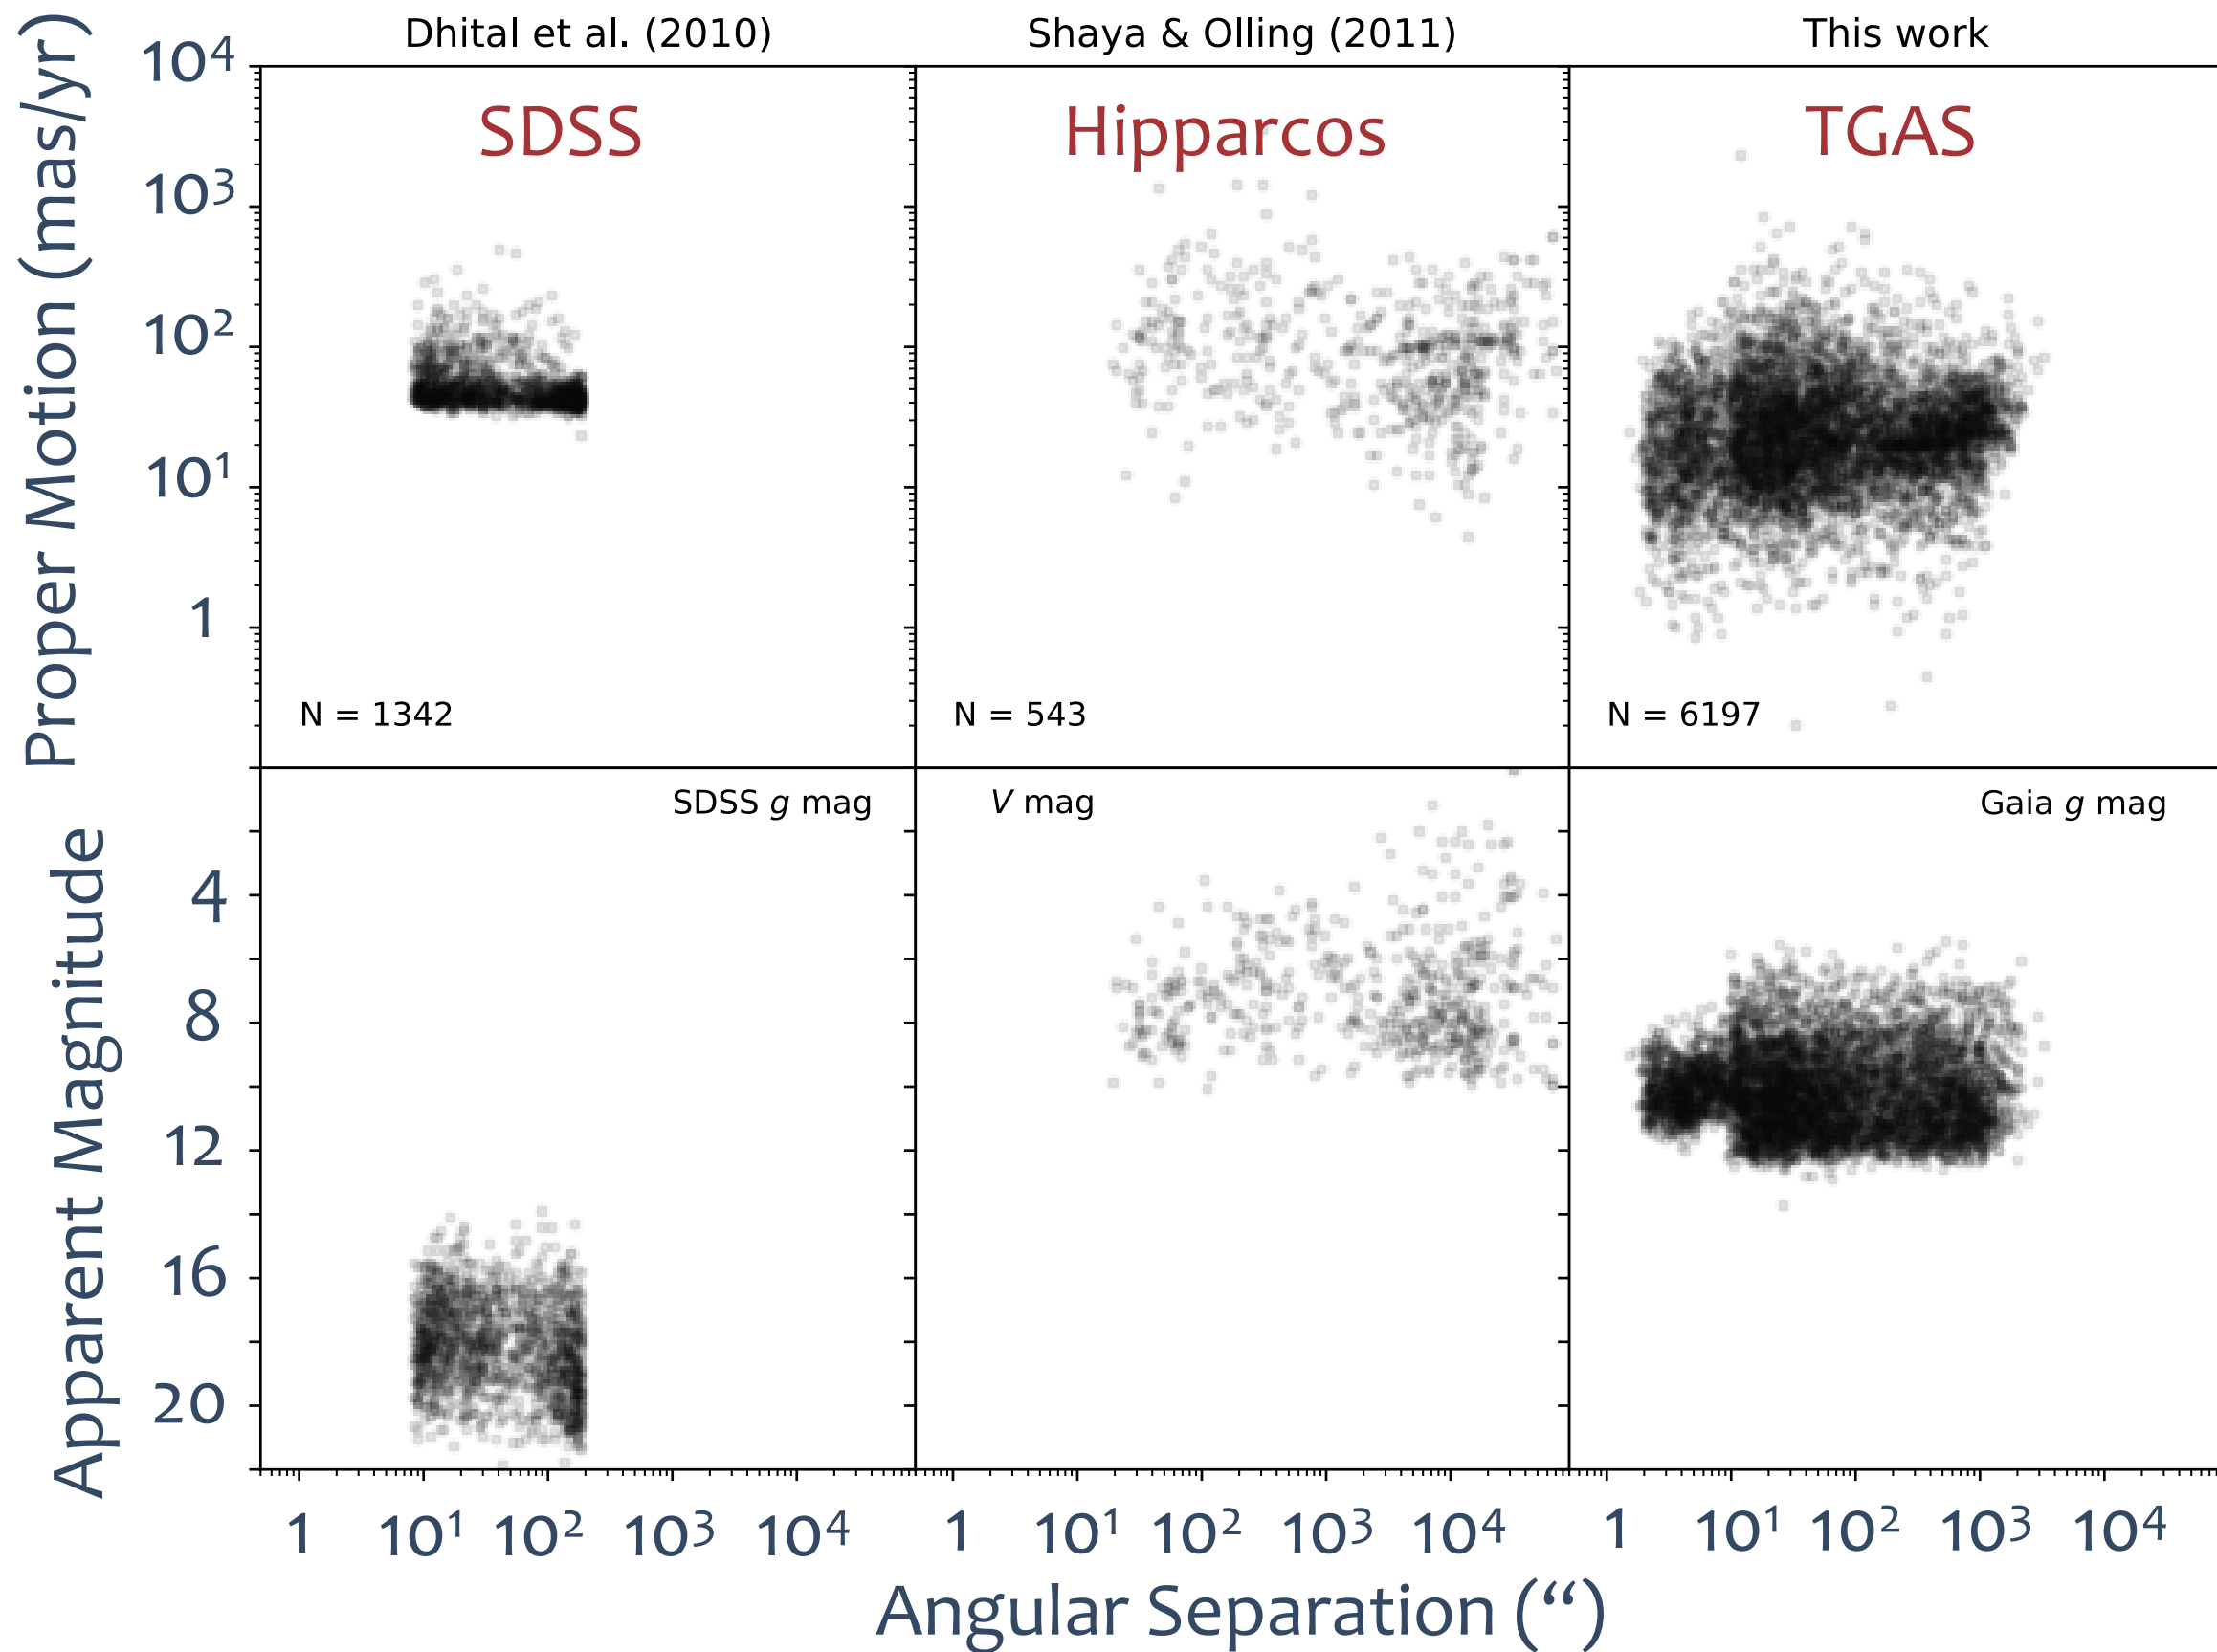 Dhital et al. (2010)
Shaya & Olling (2011)
This work
Proper Motion (mas/yr)
10⁴
10³
10²
10¹
1
SDSS
Hipparcos
TGAS
N = 1342
N = 543
N = 6197
Apparent Magnitude
4
8
12
16
20
SDSS g mag
V mag
Gaia g mag
1 10¹ 10² 10³ 10⁴
1 10¹ 10² 10³ 10⁴
1 10¹ 10² 10³ 10⁴
Angular Separation (“)